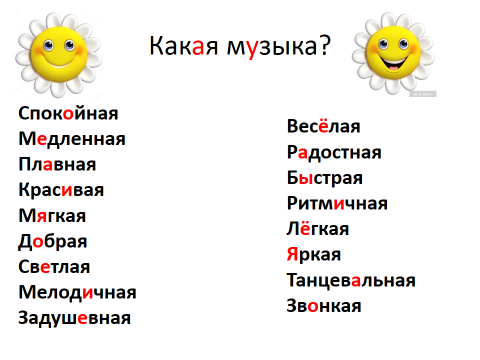 Какая музыка?
Спокойная
Медленная
Плавная
Красивая
Мягкая
Добрая
Светлая
Мелодичная
Задушевная
Весёлая
Радостная
Быстрая
Ритмичная
Лёгкая
Яркая
Танцевальная
Звонкая